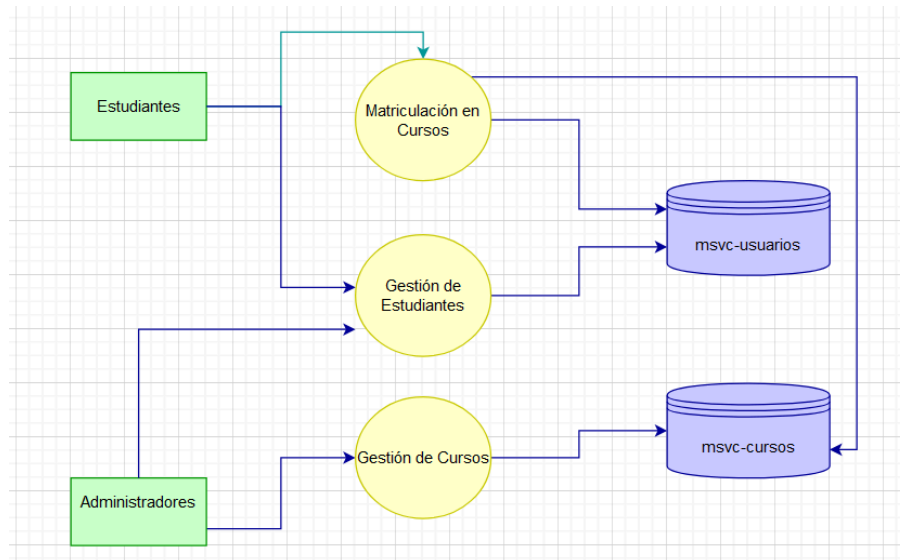 Estudiantes
Matriculación en
Cursos
msvc-usuarios
Gestión de
Estudiantes
msvc-cursos
Gestión de Cursos
Administradores